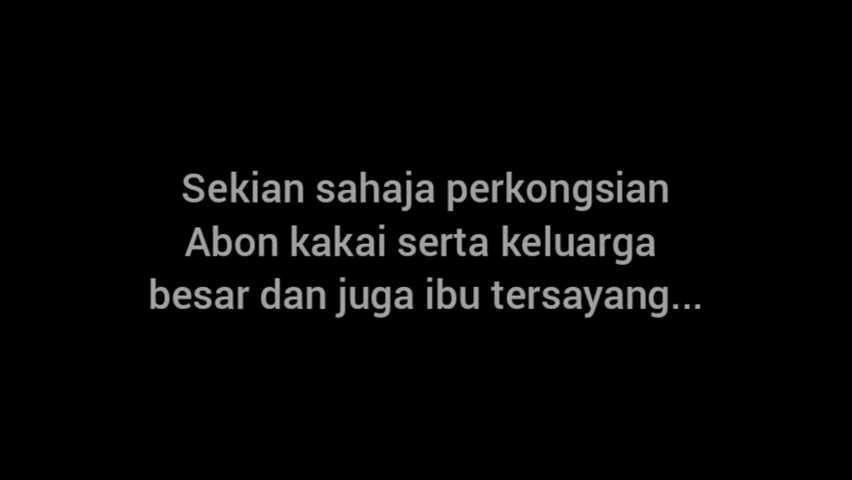 Sekian sahaja perkongsian
Abon kakai serta keluarga
besar dan juga ibu tersayang...